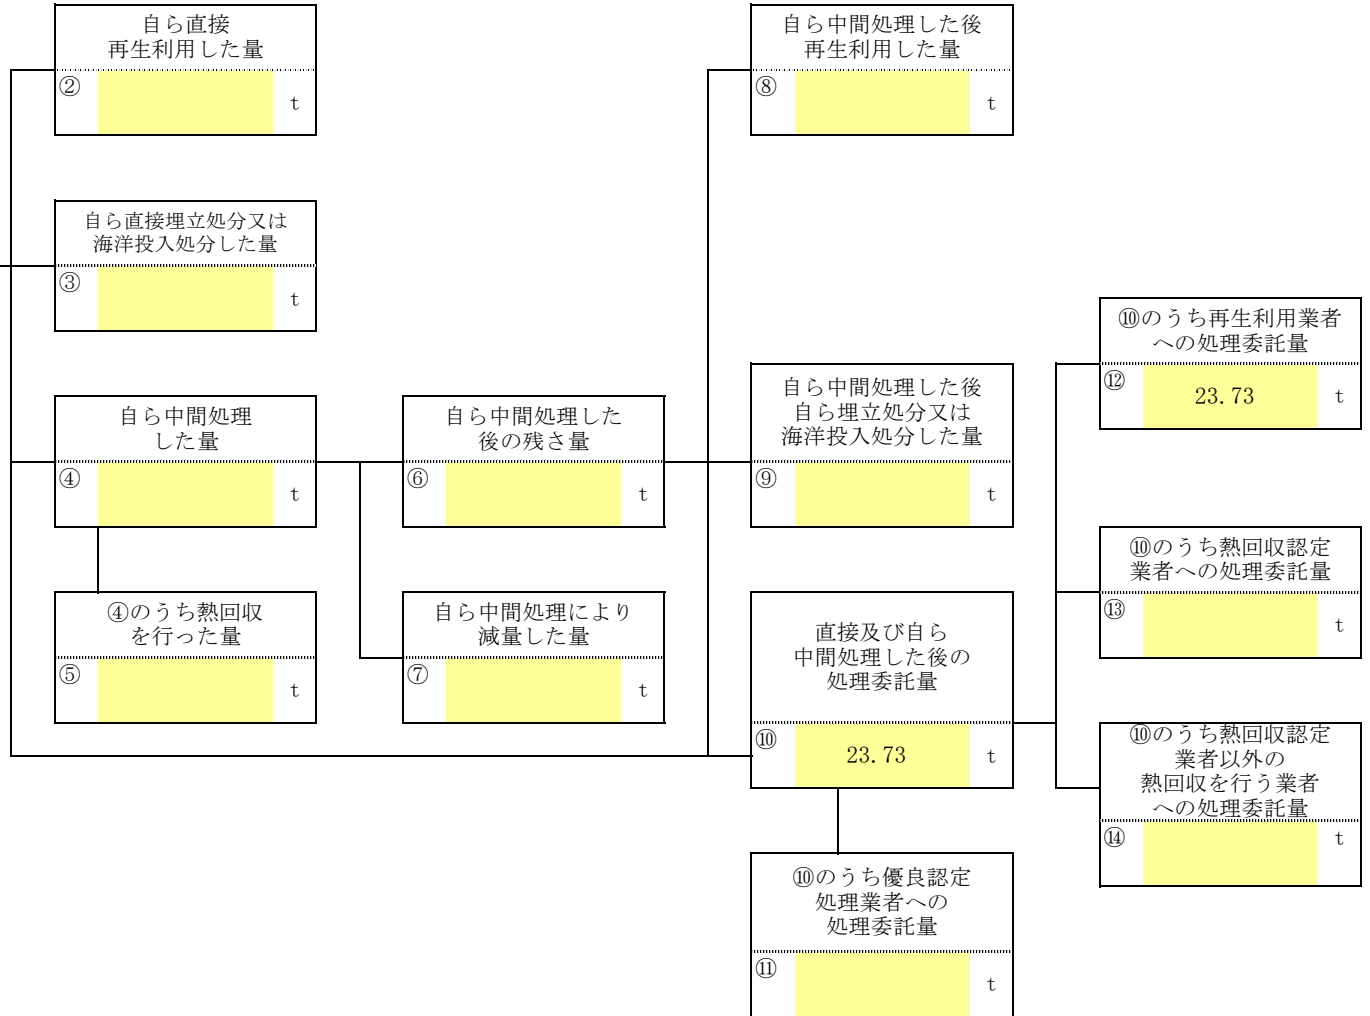 自ら直接
再生利用した量
②
t
自ら中間処理した後
再生利用した量
⑧
t
自ら直接埋立処分又は
海洋投入処分した量
③
t
⑩のうち再生利用業者
への処理委託量
⑫
23.73
t
自ら中間処理
した量
④
t
自ら中間処理した
後の残さ量
⑥
t
自ら中間処理した後
自ら埋立処分又は
海洋投入処分した量
⑨
t
⑩のうち熱回収認定
業者への処理委託量
⑬
t
④のうち熱回収
を行った量
⑤
t
自ら中間処理により
減量した量
⑦
t
直接及び自ら
中間処理した後の
処理委託量
⑩
23.73
t
⑩のうち熱回収認定
業者以外の
熱回収を行う業者
への処理委託量
⑭
t
⑩のうち優良認定
処理業者への
処理委託量
⑪
t